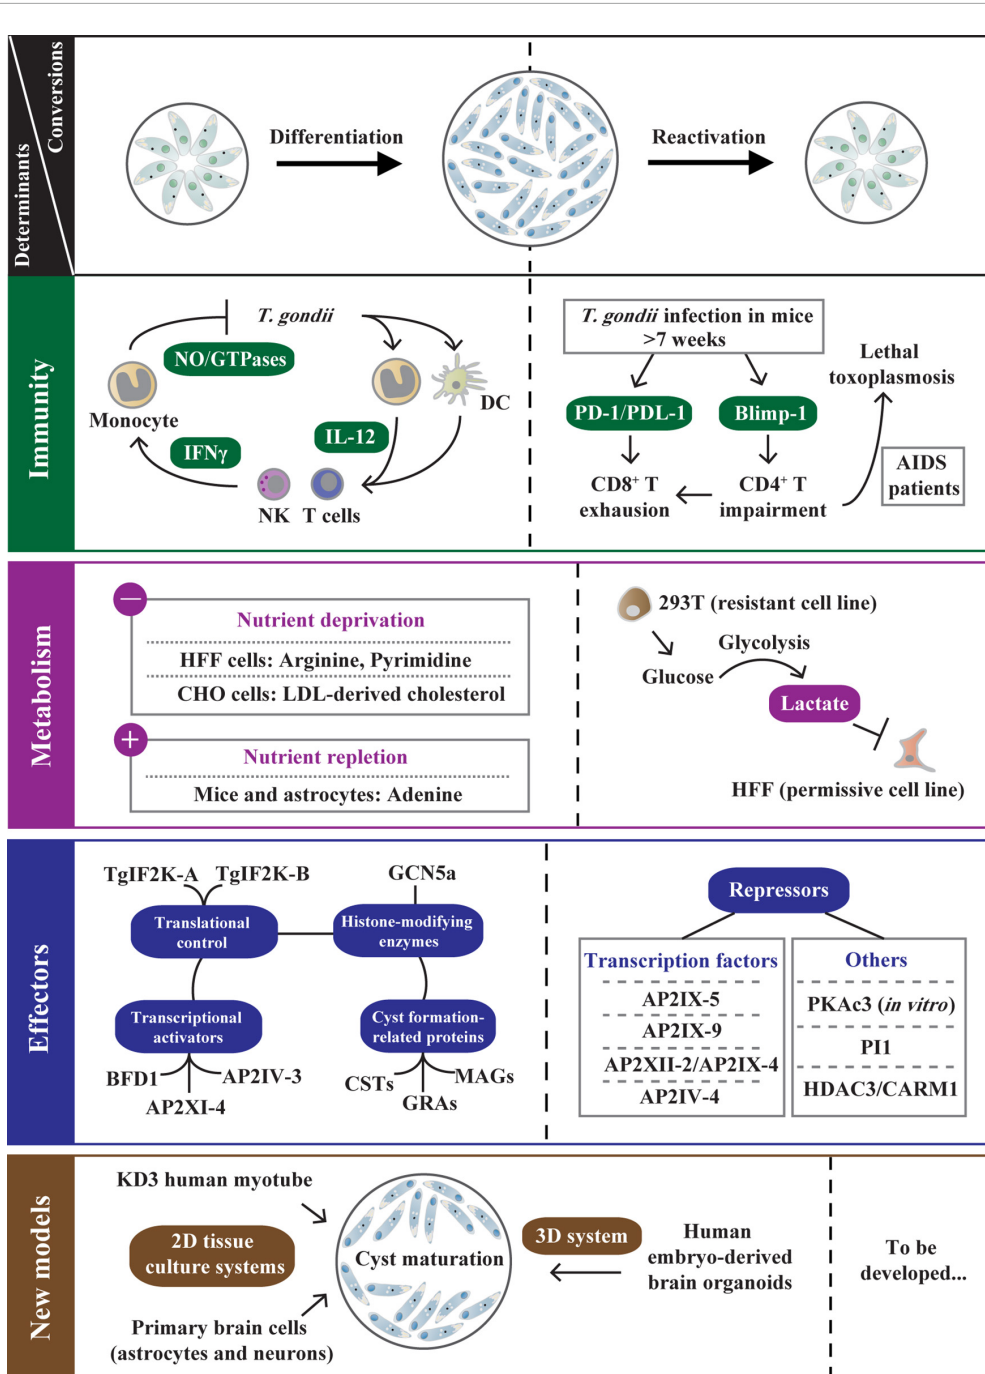 Conversions
Determinants
Differentiation
Reactivation
Immunity
T. gondii
NO/GTPases
Monocyte
DC
IL-12
IFNγ
NK T cells
T. gondii infection in mice
>7 weeks
Lethal
toxoplasmosis
PD-1/PDL-1
Blimp-1
AIDS
patients
CD8⁺ T
exhausion
CD4⁺ T
impairment
Metabolism
−
Nutrient deprivation
HFF cells: Arginine, Pyrimidine
CHO cells: LDL-derived cholesterol
+
Nutrient repletion
Mice and astrocytes: Adenine
293T (resistant cell line)
Glycolysis
Glucose
Lactate
HFF (permissive cell line)
Effectors
TgIF2K-A
TgIF2K-B
GCN5a
Translational
control
Histone-modifying
enzymes
Transcriptional
activators
Cyst formation-
related proteins
BFD1
AP2IV-3
AP2XI-4
CSTs
MAGs
GRAs
Repressors
Transcription factors
AP2IX-5
AP2IX-9
AP2XII-2/AP2IX-4
AP2IV-4
Others
PKAc3 (in vitro)
PI1
HDAC3/CARM1
New models
KD3 human myotube
2D tissue
culture systems
Primary brain cells
(astrocytes and neurons)
Cyst maturation
3D system
Human
embryo-derived
brain organoids
To be
developed...